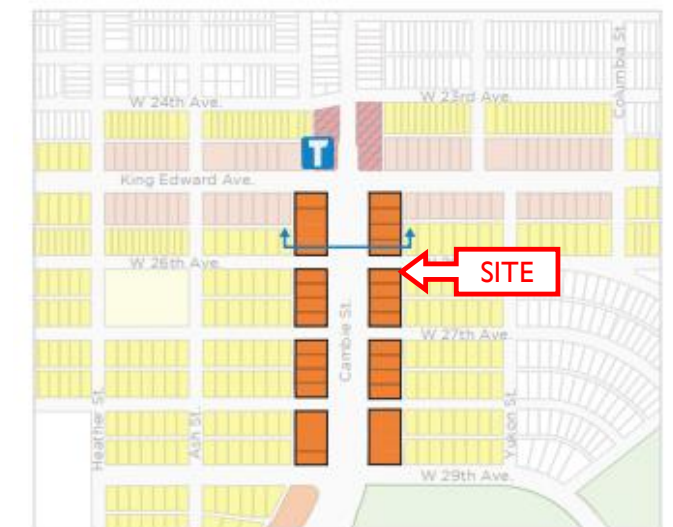 Columbia St.
W 24th Ave.
W 23rd Ave.
T
King Edward Ave.
W 26th Ave.
SITE
Cambie St.
W 27th Ave.
Heather St.
Ash St.
Yukon St.
W 29th Ave.